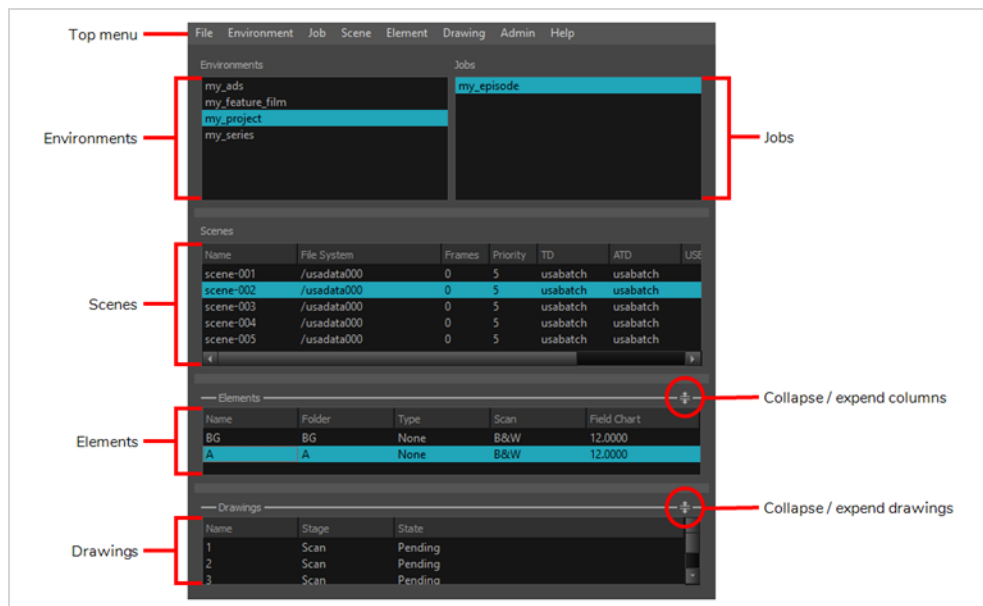 Top menu
File Environment Job Scene Element Drawing Admin Help
Environments Jobs
my_ads my_episode
my_feature_film
my_project
my_series
Environments
Jobs
Scenes
Name File System Frames Priority TD ATD USE
scene-001 /usadata000 0 5 usabatch usabatch
scene-002 /usadata000 0 5 usabatch usabatch
scene-003 /usadata000 0 5 usabatch usabatch
scene-004 /usadata000 0 5 usabatch usabatch
scene-005 /usadata000 0 5 usabatch usabatch
Scenes
Elements
Collapse / expend columns
Name Folder Type Scan Field Chart
BG BG None B&W 12.0000
A A None B&W 12.0000
Elements
Drawings
Collapse / expend drawings
Name Stage State
1 Scan Pending
2 Scan Pending
3 Scan Pending
Drawings